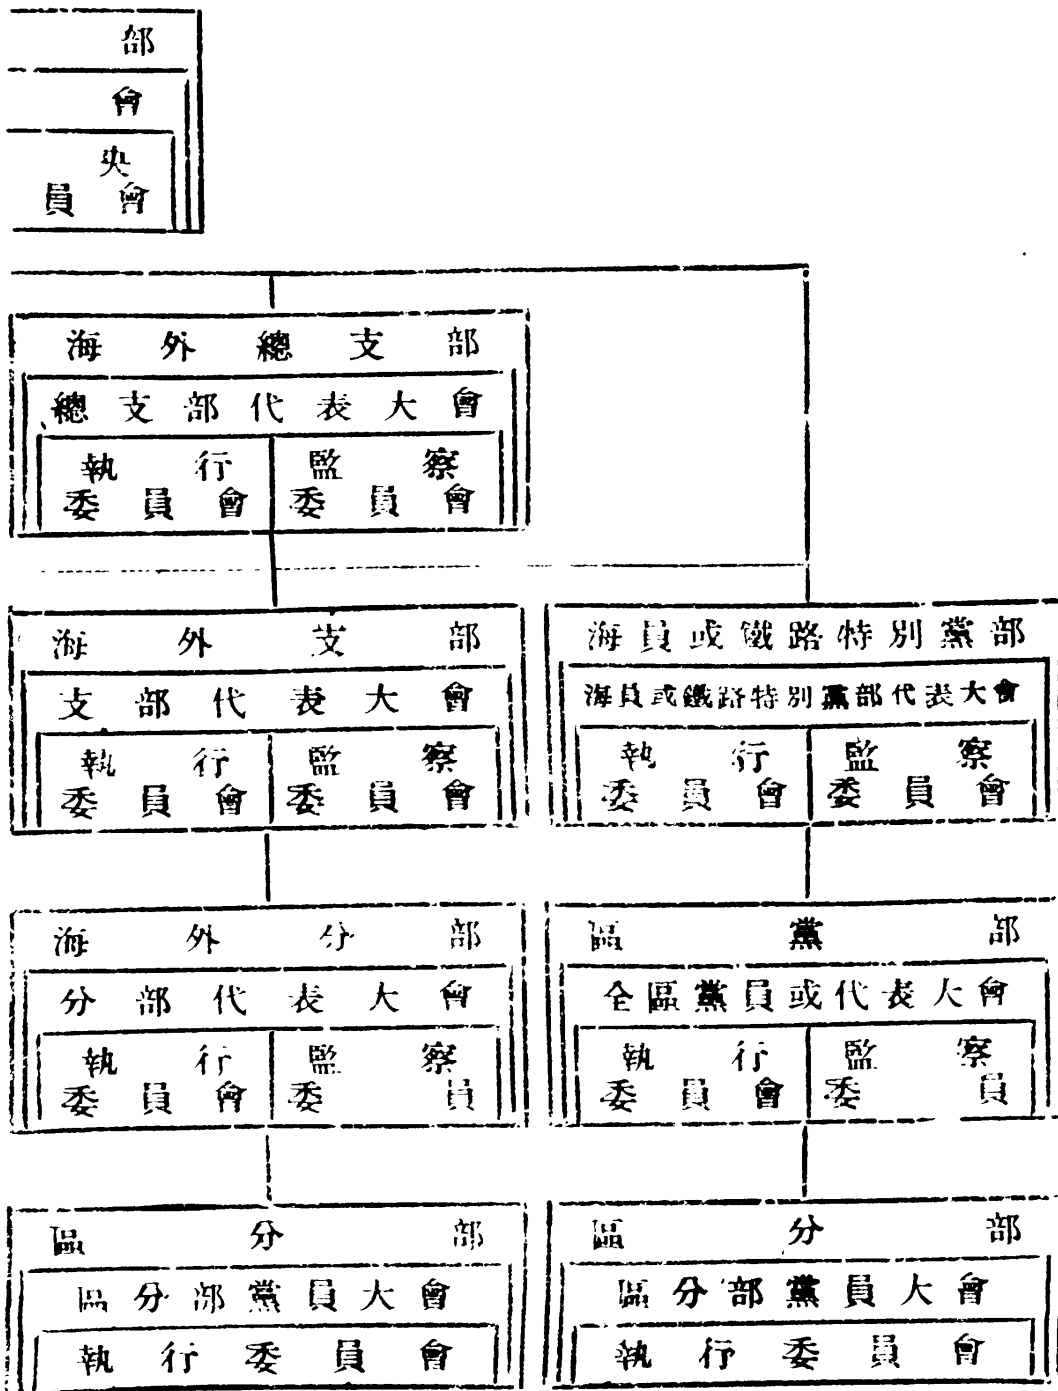 部
會
央
員會
海外總支部
總支部代表大會
執行 監察
委員會 委員會
海外支部
支部代表大會
執行 監察
委員會 委員會
海員或鐵路特別黨部
海員或鐵路特別黨部代表大會
執行 監察
委員會 委員會
海外分部
分部代表大會
執行 監察
委員會 委員
區黨部
全區黨員或代表大會
執行 監察
委員會 委員
區分部
區分部黨員大會
執行委員會
區分部
區分部黨員大會
執行委員會